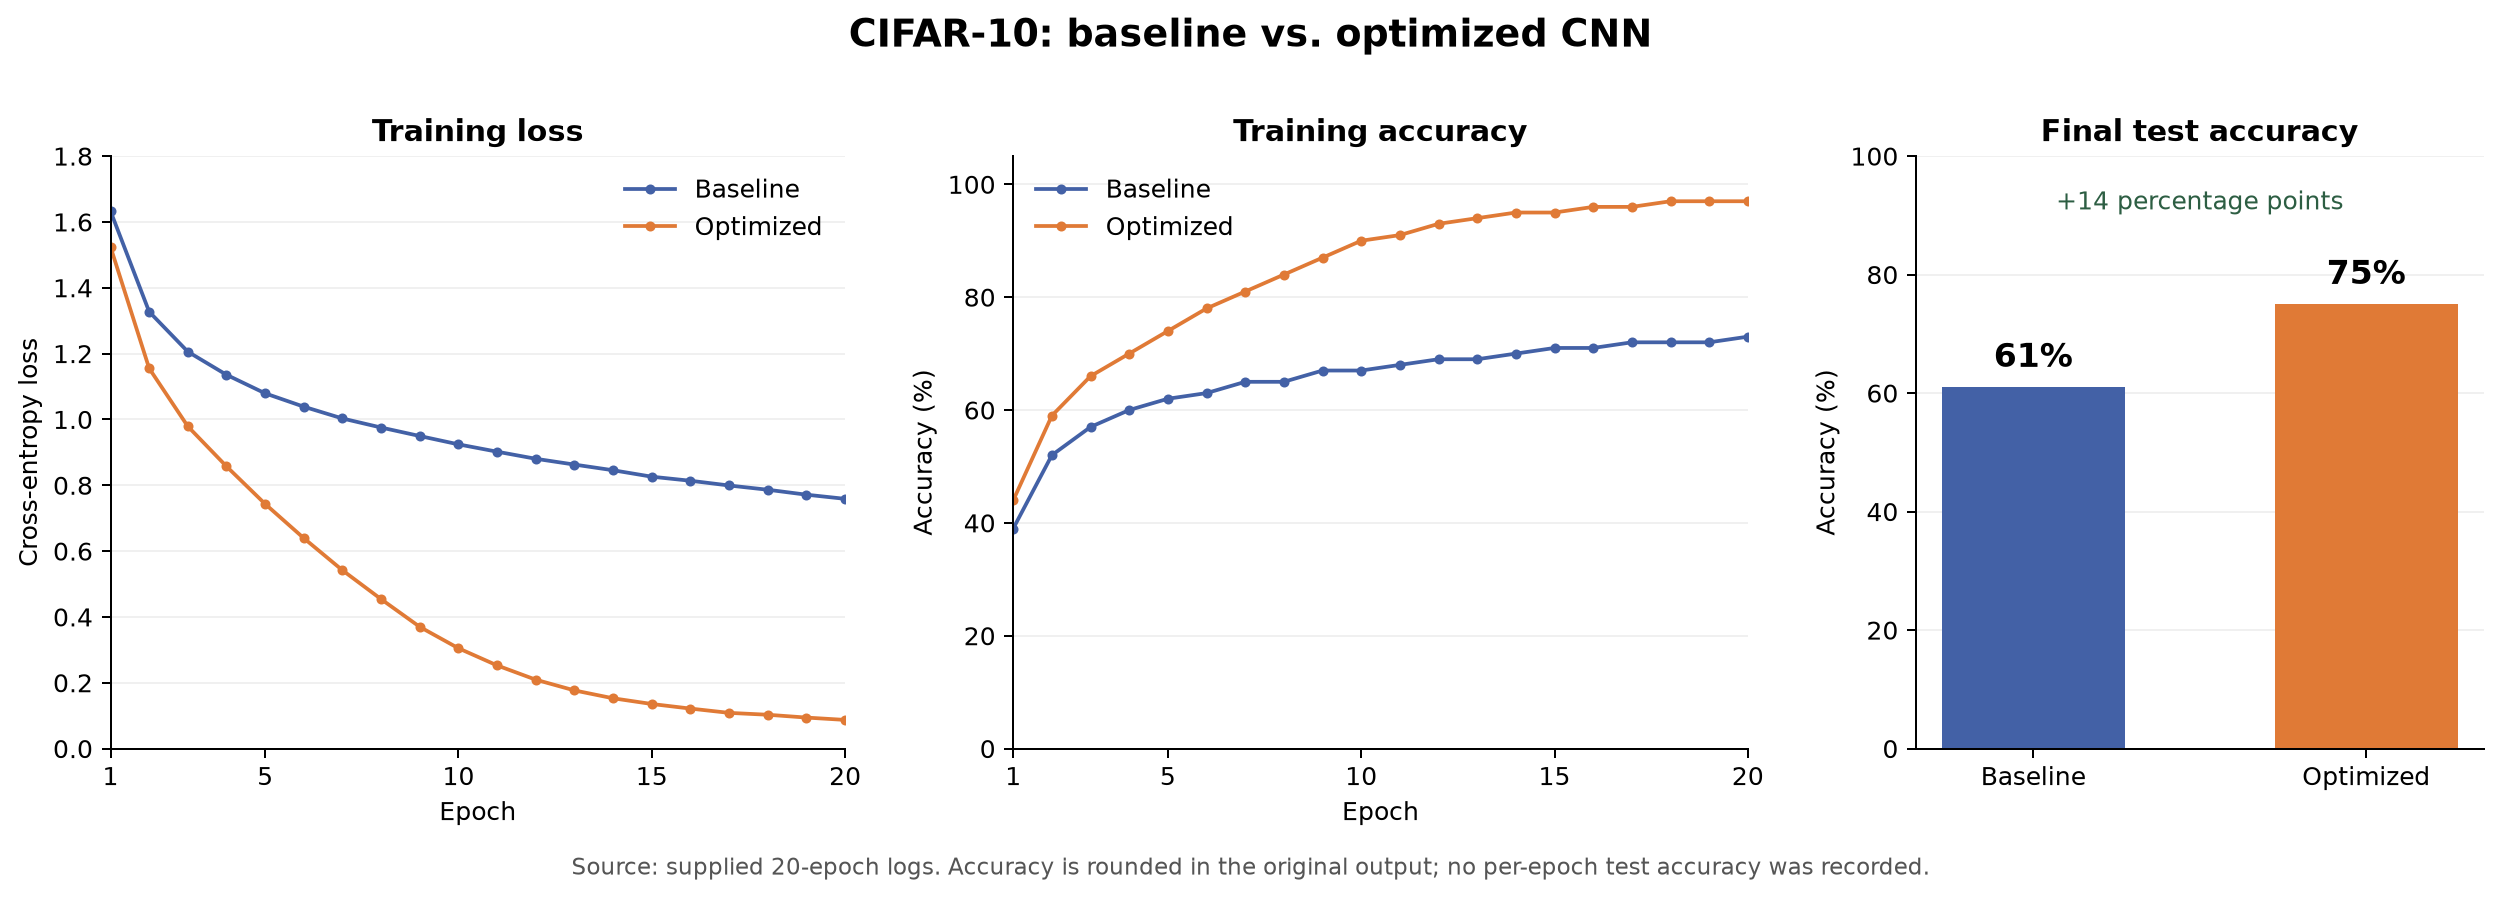 CIFAR-10: baseline vs. optimized CNN
Training loss
Cross-entropy loss
1.8
1.6
1.4
1.2
1.0
0.8
0.6
0.4
0.2
0.0
Baseline
Optimized
1 5 10 15 20
Epoch
Training accuracy
Accuracy (%)
100
80
60
40
20
0
Baseline
Optimized
1 5 10 15 20
Epoch
Final test accuracy
Accuracy (%)
100
80
60
40
20
0
+14 percentage points
61%
75%
Baseline Optimized
Source: supplied 20-epoch logs. Accuracy is rounded in the original output; no per-epoch test accuracy was recorded.